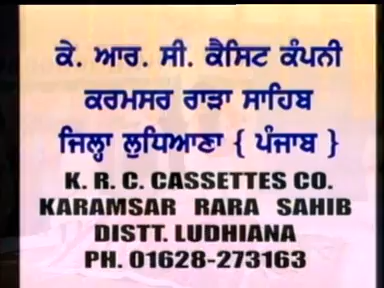 ਕੇ. ਆਰ. ਸੀ. ਕੈਸਿਟ ਕੰਪਨੀ
ਕਰਮਸਰ ਰਾੜਾ ਸਾਹਿਬ
ਜਿਲ੍ਹਾ ਲੁਧਿਆਣਾ { ਪੰਜਾਬ }
K. R. C. CASSETTES CO.
KARAMSAR RARA SAHIB
DISTT. LUDHIANA
PH. 01628-273163